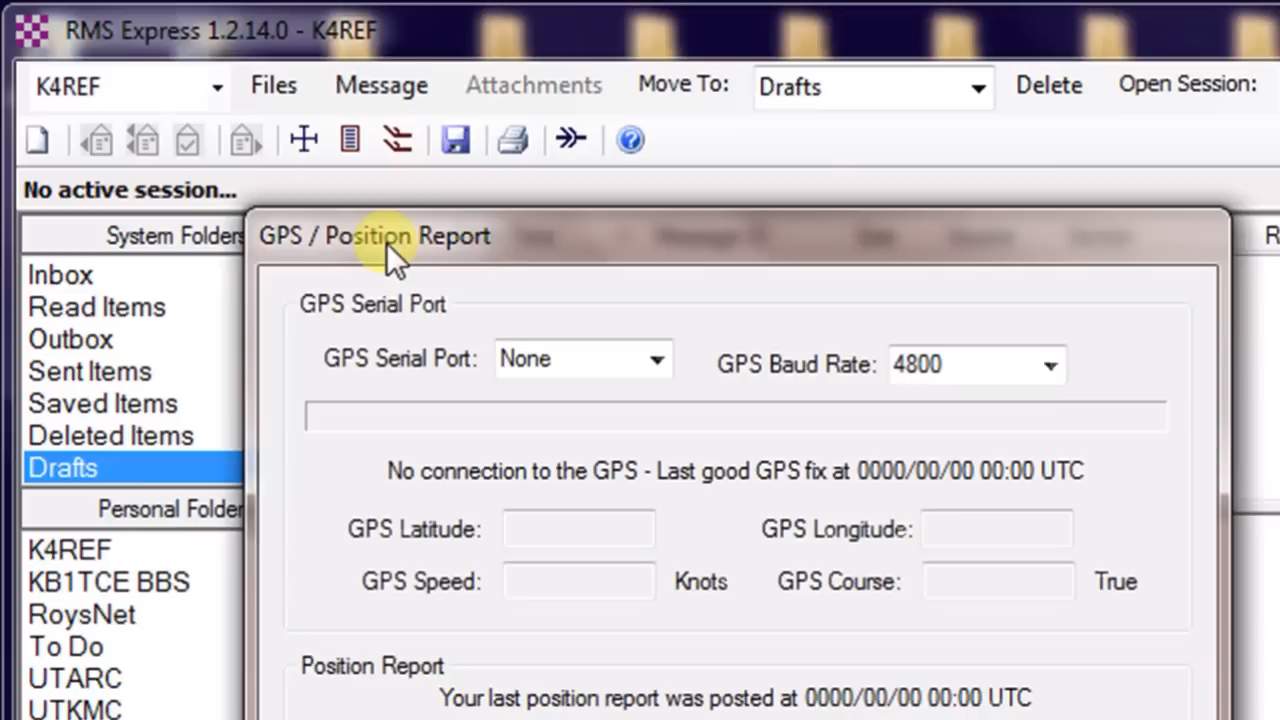 RMS Express 1.2.14.0 - K4REF
K4REF Files Message Attachments Move To: Drafts Delete Open Session:
No active session...
System Folders
Inbox
Read Items
Outbox
Sent Items
Saved Items
Deleted Items
Drafts
Personal Folder
K4REF
KB1TCE BBS
RoysNet
To Do
UTARC
UTKMC
GPS / Position Report
R
GPS Serial Port
GPS Serial Port: None GPS Baud Rate: 4800
No connection to the GPS - Last good GPS fix at 0000/00/00 00:00 UTC
GPS Latitude: GPS Longitude:
GPS Speed: Knots GPS Course: True
Position Report
Your last position report was posted at 0000/00/00 00:00 UTC